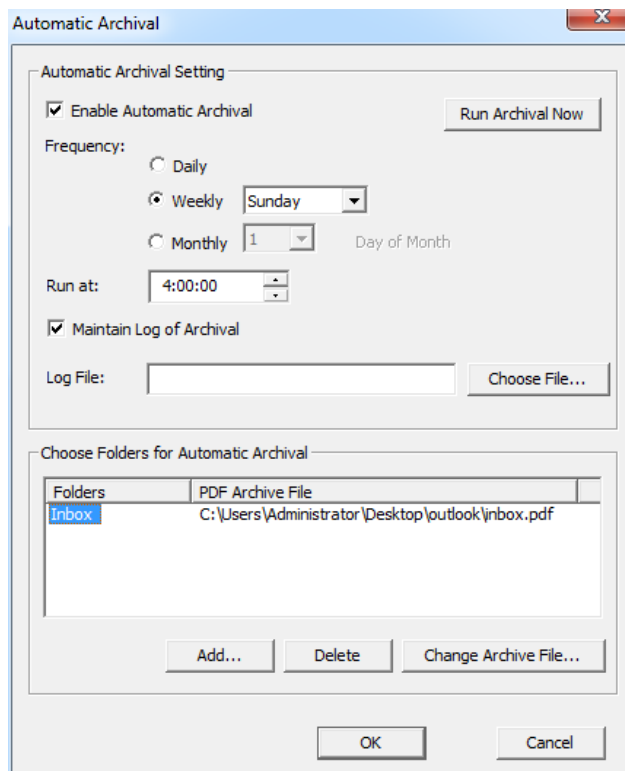 Automatic Archival
Automatic Archival Setting
Enable Automatic Archival
Run Archival Now
Frequency:
Daily
Weekly Sunday
Monthly 1 Day of Month
Run at: 4:00:00
Maintain Log of Archival
Log File: Choose File...
Choose Folders for Automatic Archival
Folders PDF Archive File
Inbox C:\Users\Administrator\Desktop\outlook\inbox.pdf
Add... Delete Change Archive File...
OK Cancel